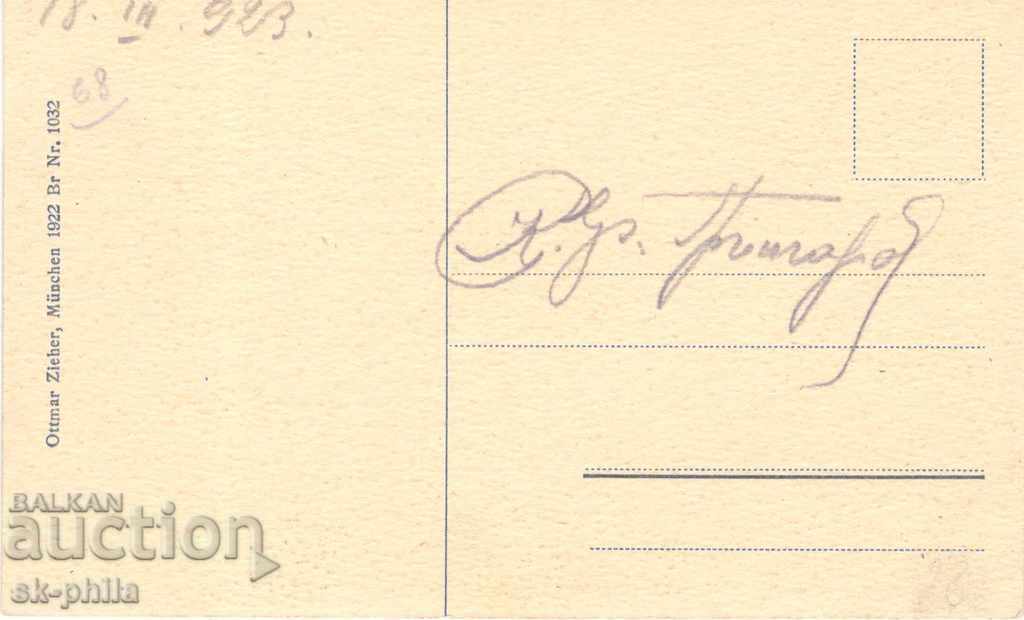 18. III. 923.
68
Ottmar Zieher, München 1922 Br Nr. 1032
К.
BALKAN
auction
sk-phila